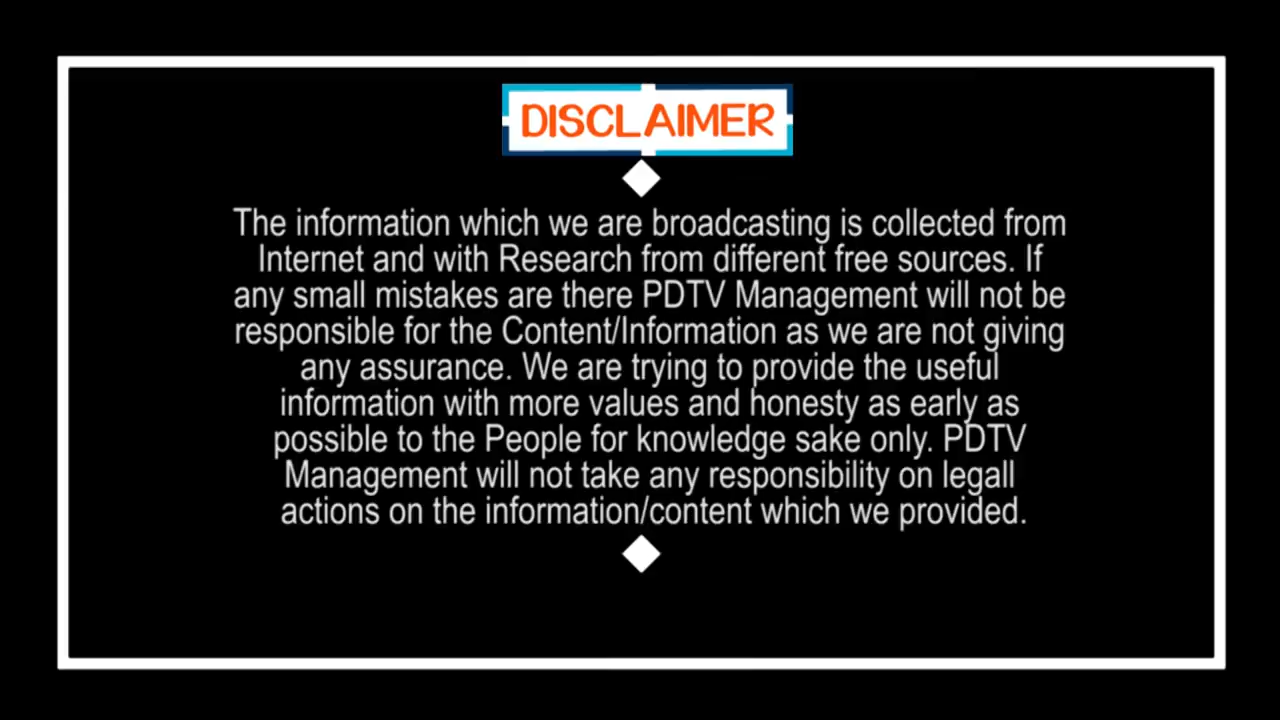 DISCLAIMER
The information which we are broadcasting is collected from
Internet and with Research from different free sources. If
any small mistakes are there PDTV Management will not be
responsible for the Content/Information as we are not giving
any assurance. We are trying to provide the useful
information with more values and honesty as early as
possible to the People for knowledge sake only. PDTV
Management will not take any responsibility on legall
actions on the information/content which we provided.